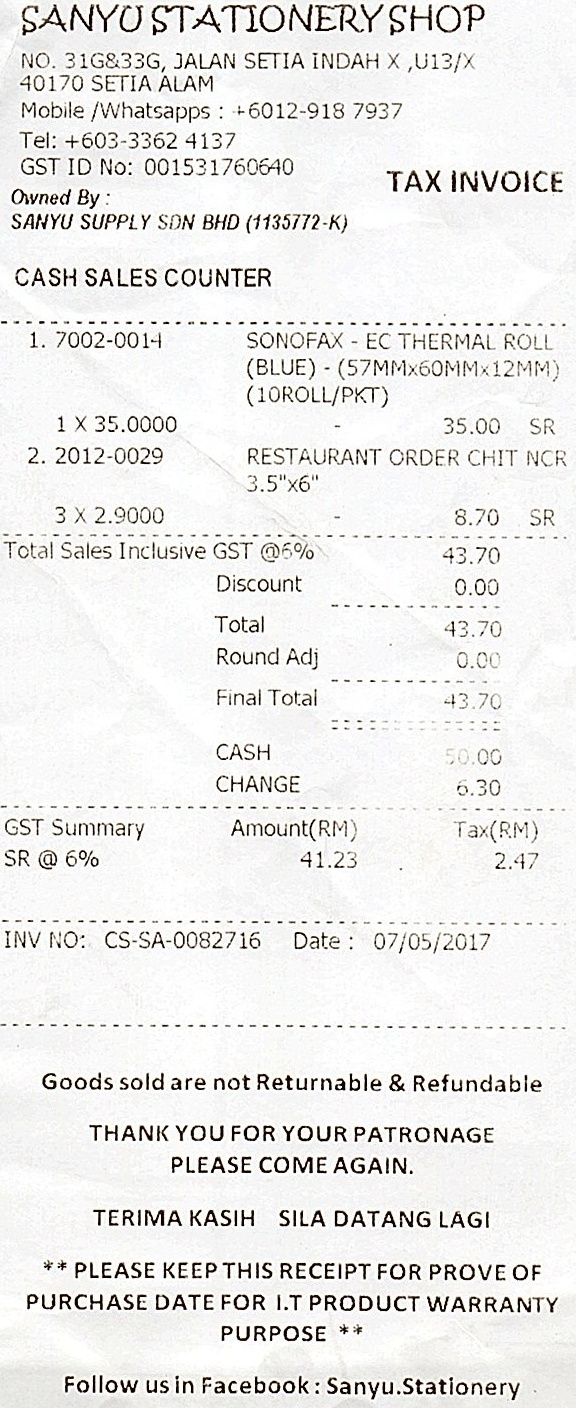 SANYU STATIONERY SHOP
NO. 31G&33G, JALAN SETIA INDAH X ,U13/X
40170 SETIA ALAM
Mobile /Whatsapps : +6012-918 7937
Tel: +603-3362 4137
GST ID No: 001531760640
TAX INVOICE
Owned By :
SANYU SUPPLY SDN BHD (1135772-K)
CASH SALES COUNTER
1. 7002-0014 SONOFAX - EC THERMAL ROLL
(BLUE) - (57MMx60MMx12MM)
(10ROLL/PKT)
1 X 35.0000 - 35.00 SR
2. 2012-0029 RESTAURANT ORDER CHIT NCR
3.5"x6"
3 X 2.9000 - 8.70 SR
Total Sales Inclusive GST @6% 43.70
Discount 0.00
Total 43.70
Round Adj 0.00
Final Total 43.70
CASH 50.00
CHANGE 6.30
GST Summary Amount(RM) Tax(RM)
SR @ 6% 41.23 2.47
INV NO: CS-SA-0082716 Date : 07/05/2017
Goods sold are not Returnable & Refundable
THANK YOU FOR YOUR PATRONAGE
PLEASE COME AGAIN.
TERIMA KASIH SILA DATANG LAGI
** PLEASE KEEP THIS RECEIPT FOR PROVE OF
PURCHASE DATE FOR I.T PRODUCT WARRANTY
PURPOSE **
Follow us in Facebook : Sanyu.Stationery